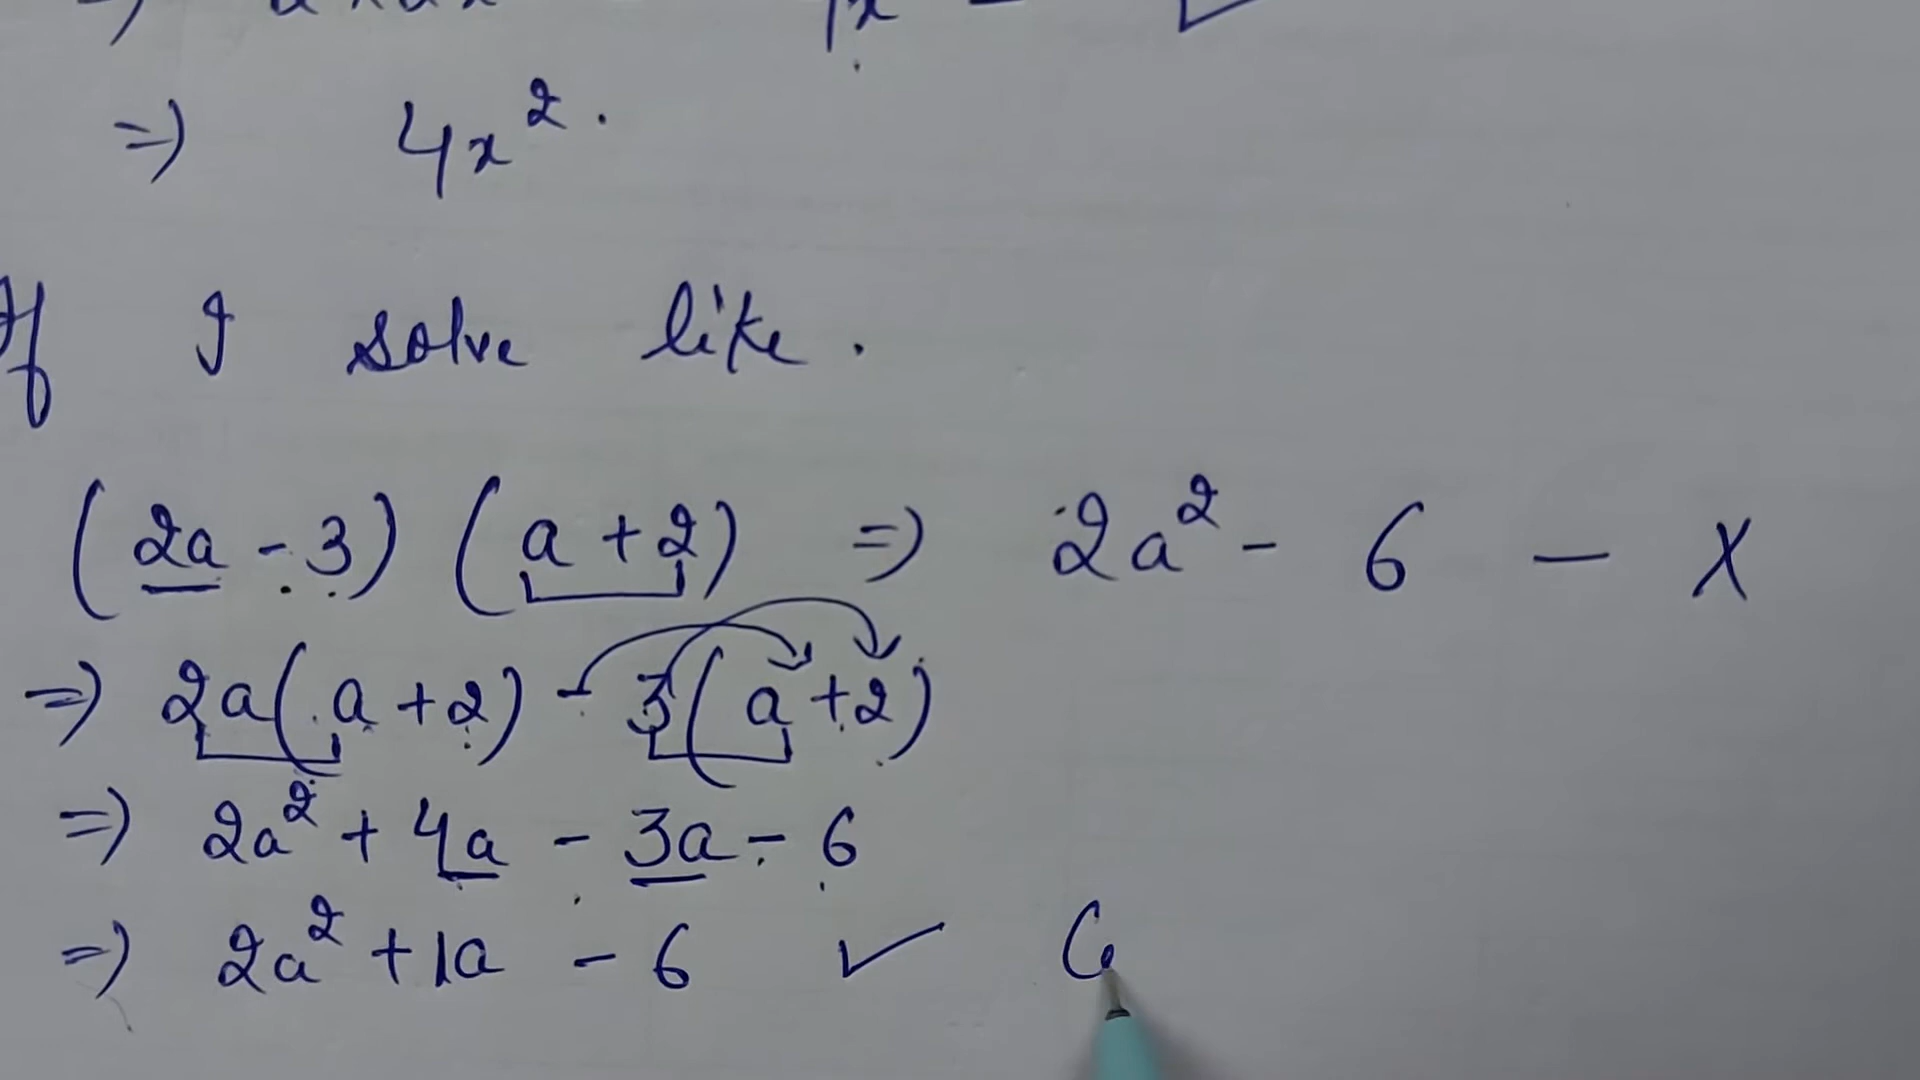 =) 4x².
If I solve like.
(2a - 3) (a + 2) =) 2a² - 6 - X
=) 2a(a + 2) - 3(a + 2)
=) 2a² + 4a - 3a - 6
=) 2a² + 1a - 6 ✓